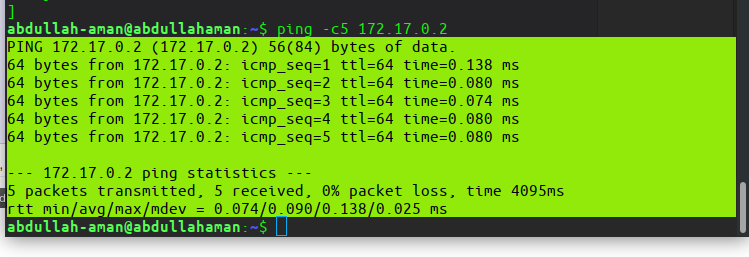 ]
abdullah-aman@abdullahaman:~$ ping -c5 172.17.0.2
PING 172.17.0.2 (172.17.0.2) 56(84) bytes of data.
64 bytes from 172.17.0.2: icmp_seq=1 ttl=64 time=0.138 ms
64 bytes from 172.17.0.2: icmp_seq=2 ttl=64 time=0.080 ms
64 bytes from 172.17.0.2: icmp_seq=3 ttl=64 time=0.074 ms
64 bytes from 172.17.0.2: icmp_seq=4 ttl=64 time=0.080 ms
64 bytes from 172.17.0.2: icmp_seq=5 ttl=64 time=0.080 ms
--- 172.17.0.2 ping statistics ---
5 packets transmitted, 5 received, 0% packet loss, time 4095ms
rtt min/avg/max/mdev = 0.074/0.090/0.138/0.025 ms
abdullah-aman@abdullahaman:~$